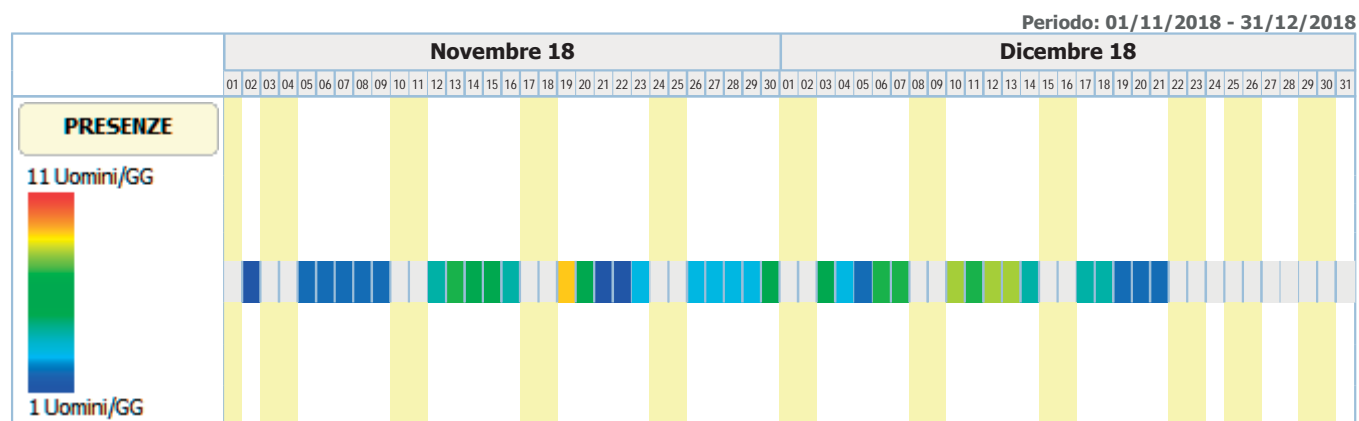 Periodo: 01/11/2018 - 31/12/2018
Novembre 18 Dicembre 18
01 02 03 04 05 06 07 08 09 10 11 12 13 14 15 16 17 18 19 20 21 22 23 24 25 26 27 28 29 30 01 02 03 04 05 06 07 08 09 10 11 12 13 14 15 16 17 18 19 20 21 22 23 24 25 26 27 28 29 30 31
PRESENZE
11 Uomini/GG
1 Uomini/GG